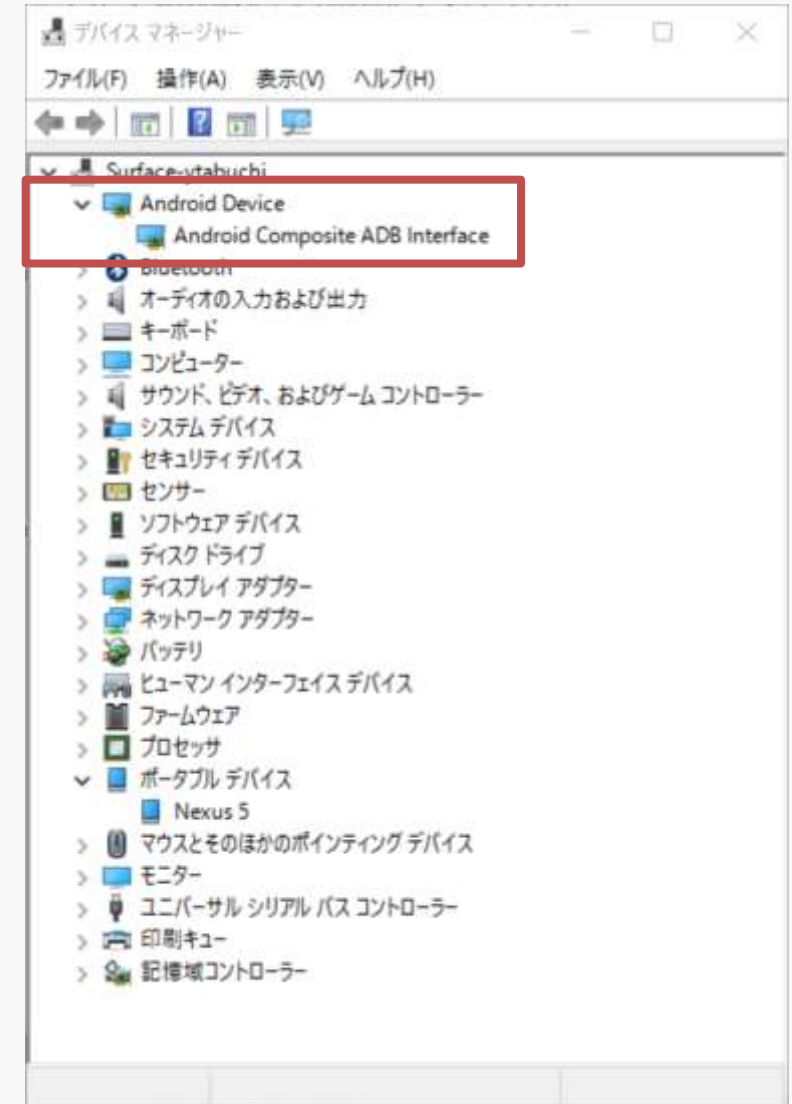 デバイス マネージャー
ファイル(F) 操作(A) 表示(V) ヘルプ(H)
Surface-ytabuchi
Android Device
Android Composite ADB Interface
Bluetooth
オーディオの入力および出力
キーボード
コンピューター
サウンド、ビデオ、およびゲーム コントローラー
システム デバイス
セキュリティ デバイス
センサー
ソフトウェア デバイス
ディスク ドライブ
ディスプレイ アダプター
ネットワーク アダプター
バッテリ
ヒューマン インターフェイス デバイス
ファームウェア
プロセッサ
ポータブル デバイス
Nexus 5
マウスとそのほかのポインティング デバイス
モニター
ユニバーサル シリアル バス コントローラー
印刷キュー
記憶域コントローラー